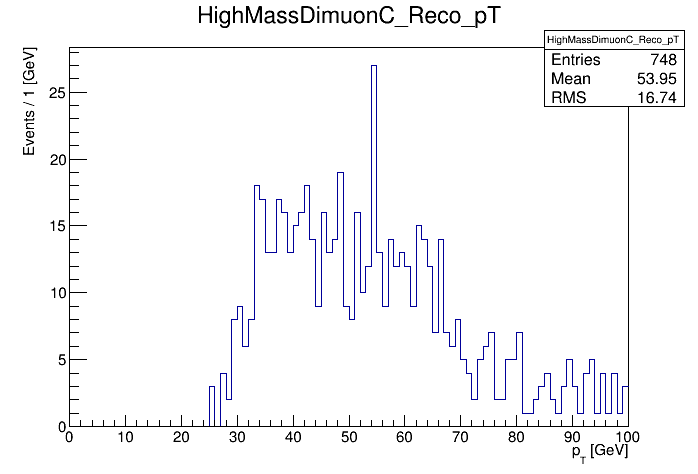 HighMassDimuonC_Reco_pT
HighMassDimuonC_Reco_pT
Entries 748
Mean 53.95
RMS 16.74
Events / 1 [GeV]
25
20
15
10
5
0
0 10 20 30 40 50 60 70 80 90 100
p_T [GeV]